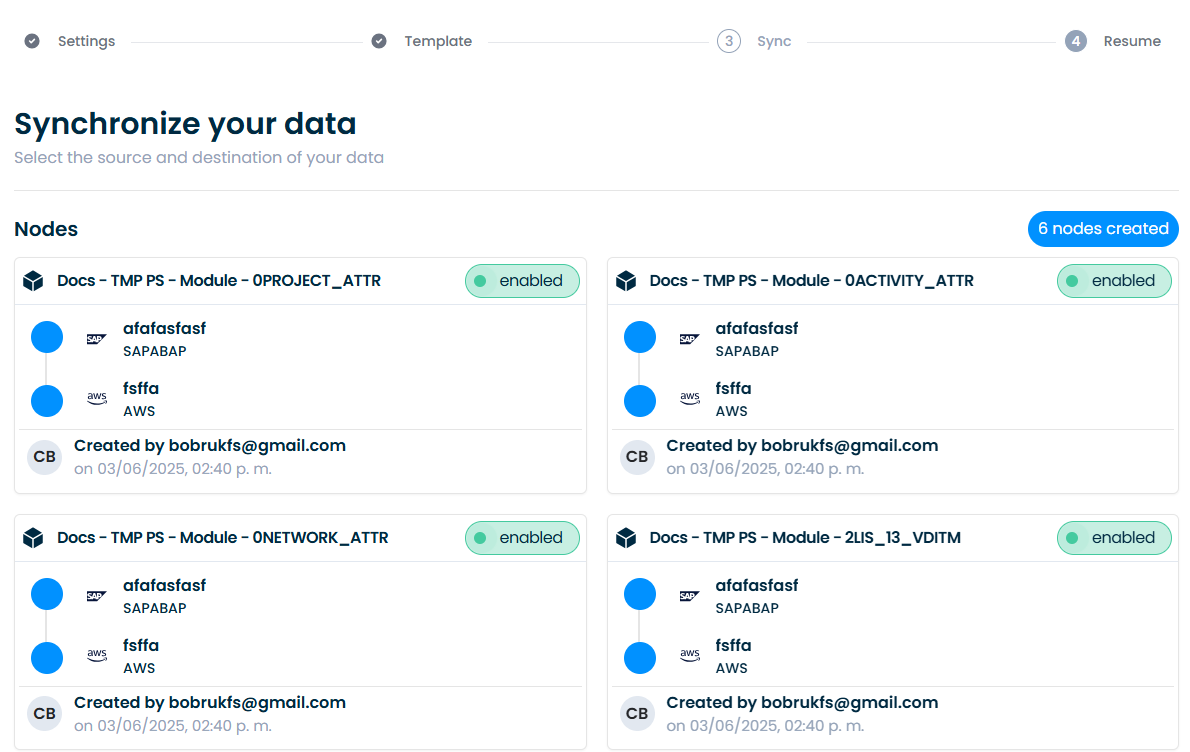 Settings
Template
3 Sync
4 Resume
Synchronize your data
Select the source and destination of your data
Nodes
6 nodes created
Docs - TMP PS - Module - 0PROJECT_ATTR
enabled
SAP
afafasfasf
SAPABAP
aws
fsffa
AWS
CB
Created by bobrukfs@gmail.com
on 03/06/2025, 02:40 p. m.
Docs - TMP PS - Module - 0ACTIVITY_ATTR
enabled
SAP
afafasfasf
SAPABAP
aws
fsffa
AWS
CB
Created by bobrukfs@gmail.com
on 03/06/2025, 02:40 p. m.
Docs - TMP PS - Module - 0NETWORK_ATTR
enabled
SAP
afafasfasf
SAPABAP
aws
fsffa
AWS
CB
Created by bobrukfs@gmail.com
on 03/06/2025, 02:40 p. m.
Docs - TMP PS - Module - 2LIS_13_VDITM
enabled
SAP
afafasfasf
SAPABAP
aws
fsffa
AWS
CB
Created by bobrukfs@gmail.com
on 03/06/2025, 02:40 p. m.